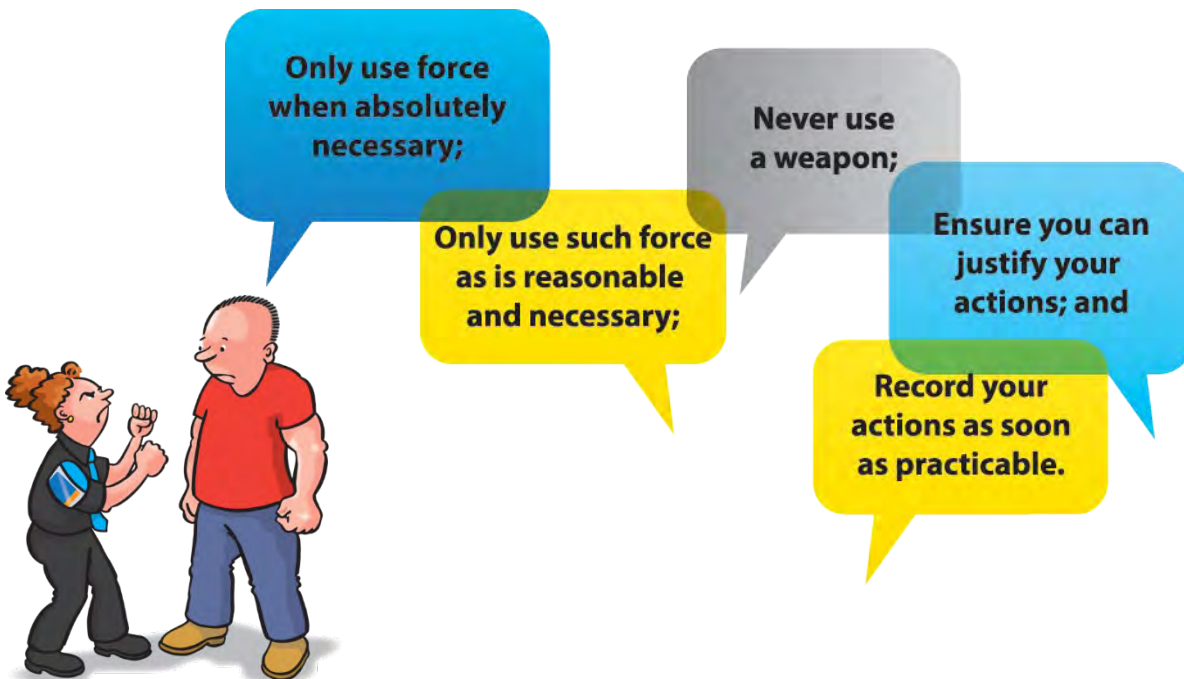 Only use force
when absolutely
necessary;
Only use such force
as is reasonable
and necessary;
Never use
a weapon;
Ensure you can
justify your
actions; and
Record your
actions as soon
as practicable.